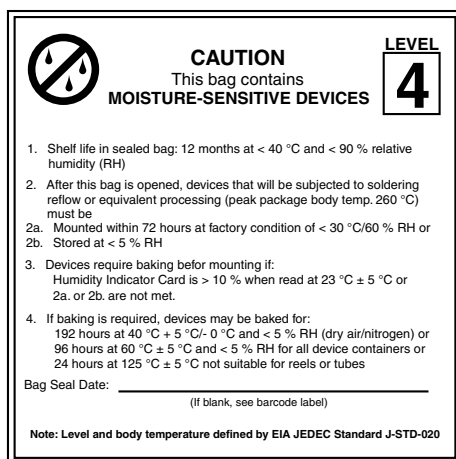 CAUTION
This bag contains
MOISTURE-SENSITIVE DEVICES
LEVEL
4
1. Shelf life in sealed bag: 12 months at < 40 °C and < 90 % relative
humidity (RH)
2. After this bag is opened, devices that will be subjected to soldering
reflow or equivalent processing (peak package body temp. 260 °C)
must be
2a. Mounted within 72 hours at factory condition of < 30 °C/60 % RH or
2b. Stored at < 5 % RH
3. Devices require baking befor mounting if:
Humidity Indicator Card is > 10 % when read at 23 °C ± 5 °C or
2a. or 2b. are not met.
4. If baking is required, devices may be baked for:
192 hours at 40 °C + 5 °C/- 0 °C and < 5 % RH (dry air/nitrogen) or
96 hours at 60 °C ± 5 °C and < 5 % RH for all device containers or
24 hours at 125 °C ± 5 °C not suitable for reels or tubes
Bag Seal Date:
(If blank, see barcode label)
Note: Level and body temperature defined by EIA JEDEC Standard J-STD-020